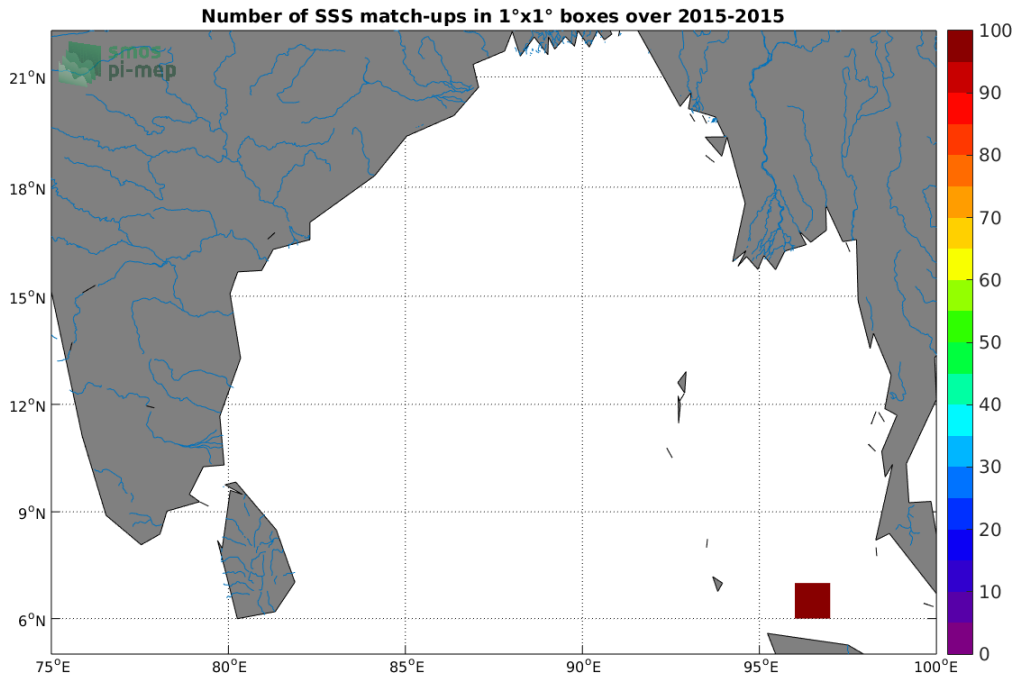 Number of SSS match-ups in 1°x1° boxes over 2015-2015
smos
pi-mep
21°N
18°N
15°N
12°N
9°N
6°N
75°E
80°E
85°E
90°E
95°E
100°E
100
90
80
70
60
50
40
30
20
10
0